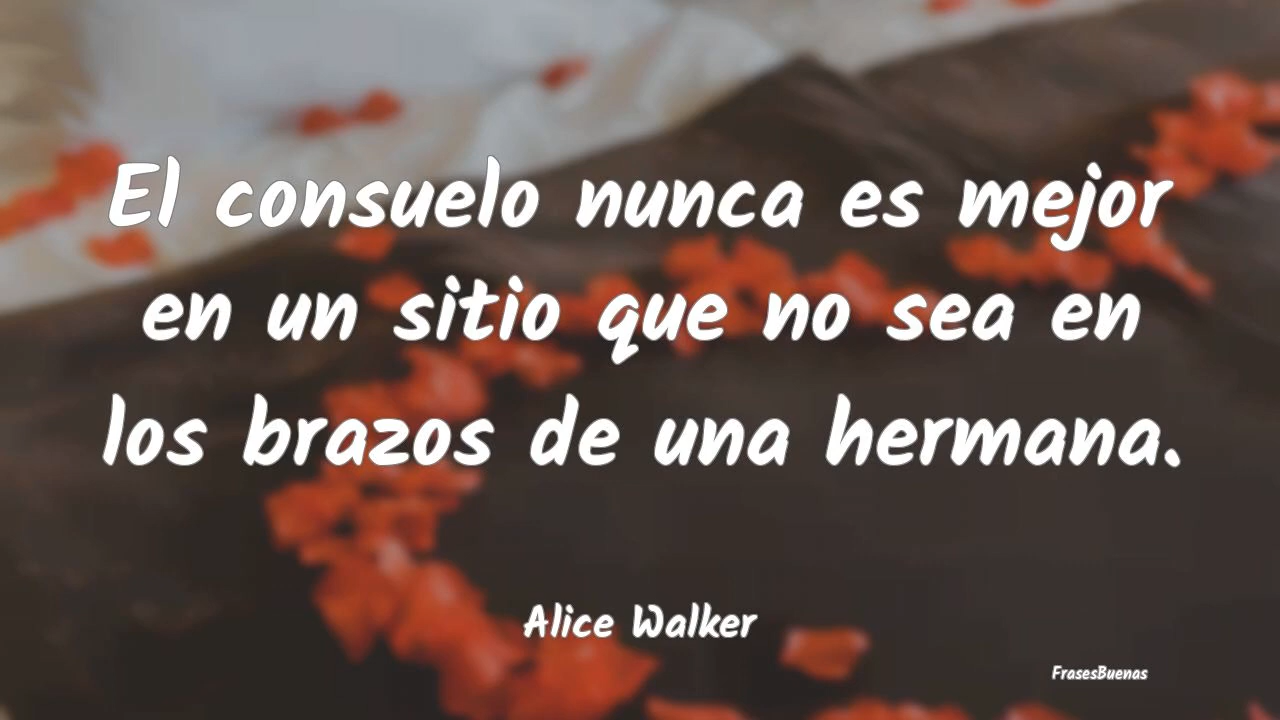 El consuelo nunca es mejor
en un sitio que no sea en
los brazos de una hermana.
Alice Walker
FrasesBuenas